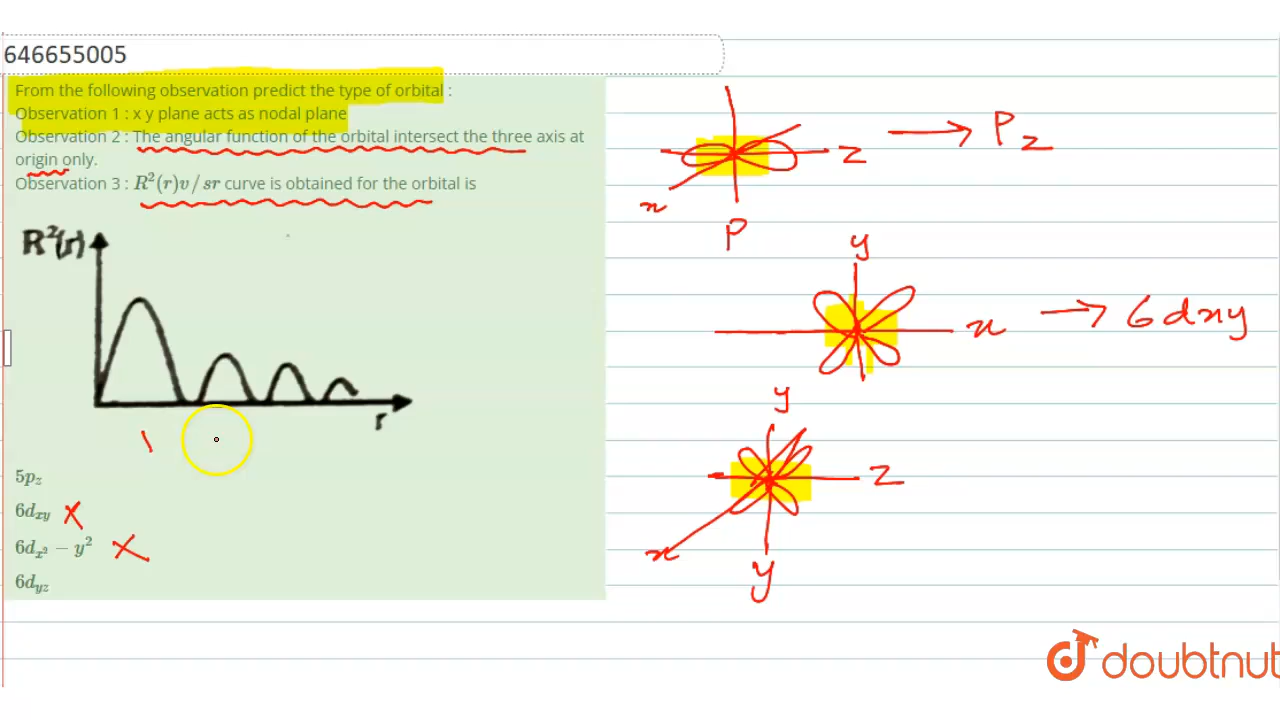 646655005
From the following observation predict the type of orbital :
Observation 1 : x y plane acts as nodal plane
Observation 2 : The angular function of the orbital intersect the three axis at
origin only.
Observation 3 : R²(r)v/sr curve is obtained for the orbital is
R²(r)
r
5p_z
6d_xy
6d_x² − y²
6d_yz
z
x
P
P_z
y
x
6 dxy
y
z
x
y
doubtnut